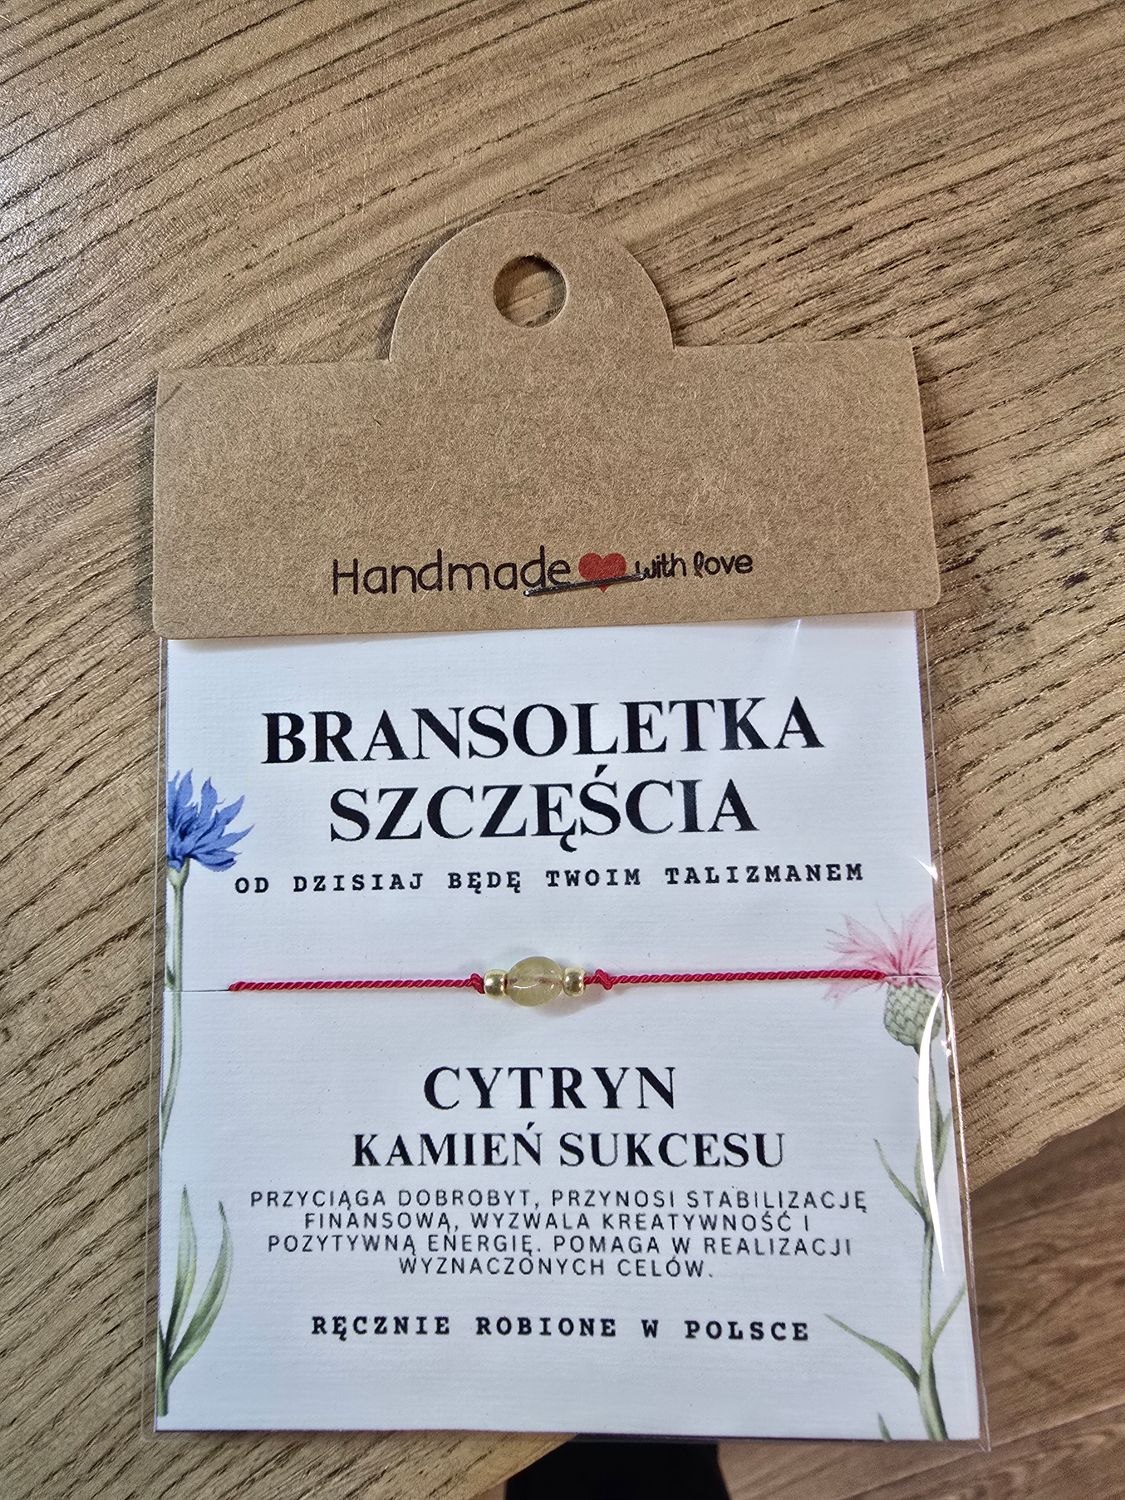 Handmade with love
BRANSOLETKA
SZCZĘŚCIA
OD DZISIAJ BĘDĘ TWOIM TALIZMANEM
CYTRYN
KAMIEŃ SUKCESU
PRZYCIĄGA DOBROBYT, PRZYNOSI STABILIZACJĘ
FINANSOWĄ, WYZWALA KREATYWNOŚĆ I
POZYTYWNĄ ENERGIĘ. POMAGA W REALIZACJI
WYZNACZONYCH CELÓW.
RĘCZNIE ROBIONE W POLSCE